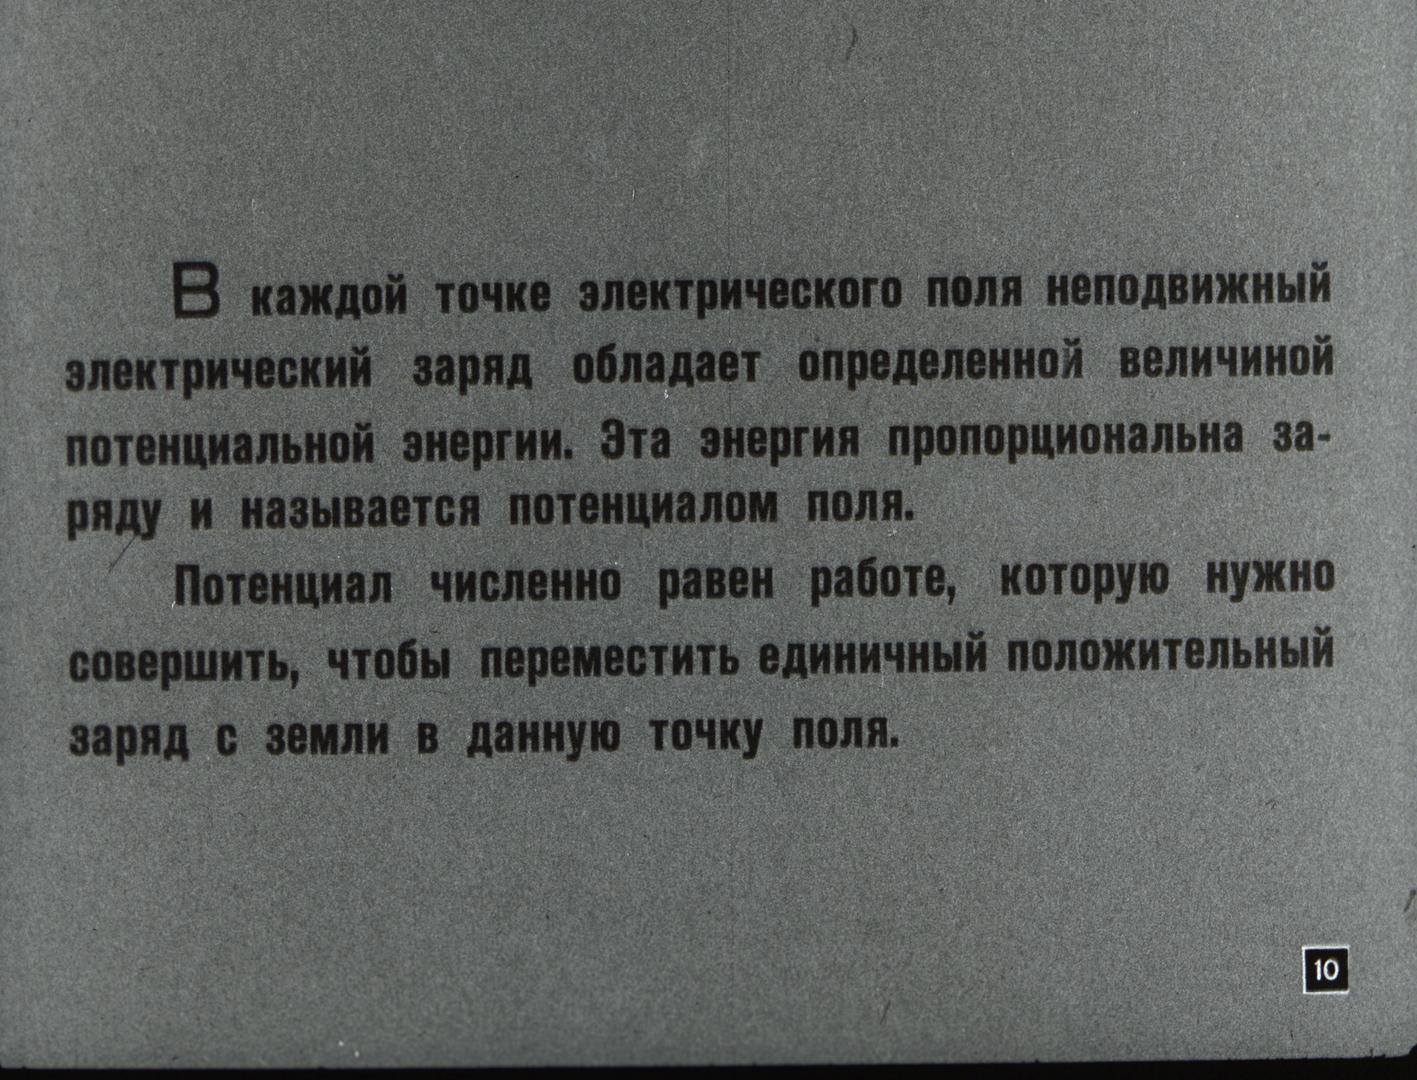 В каждой точке электрического поля неподвижный
электрический заряд обладает определенной величиной
потенциальной энергии. Эта энергия пропорциональна за-
ряду и называется потенциалом поля.
Потенциал численно равен работе, которую нужно
совершить, чтобы переместить единичный положительный
заряд с земли в данную точку поля.
10